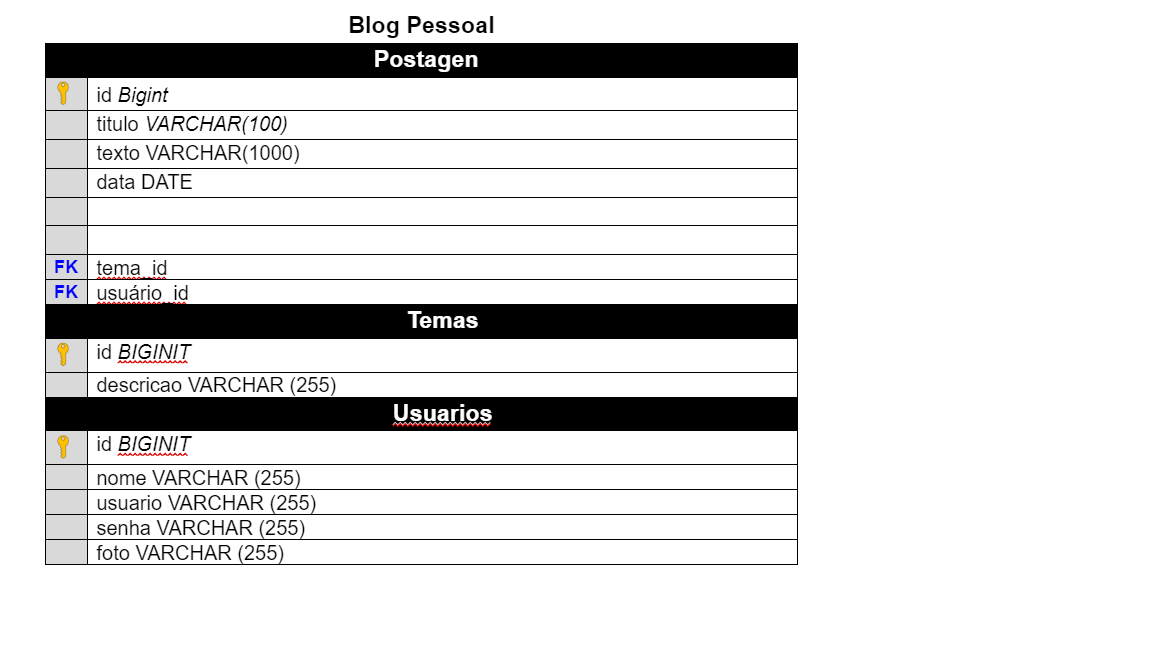 Blog Pessoal
Postagen
id Bigint
titulo VARCHAR(100)
texto VARCHAR(1000)
data DATE
FK tema_id
FK usuário_id
Temas
id BIGINIT
descricao VARCHAR (255)
Usuarios
id BIGINIT
nome VARCHAR (255)
usuario VARCHAR (255)
senha VARCHAR (255)
foto VARCHAR (255)